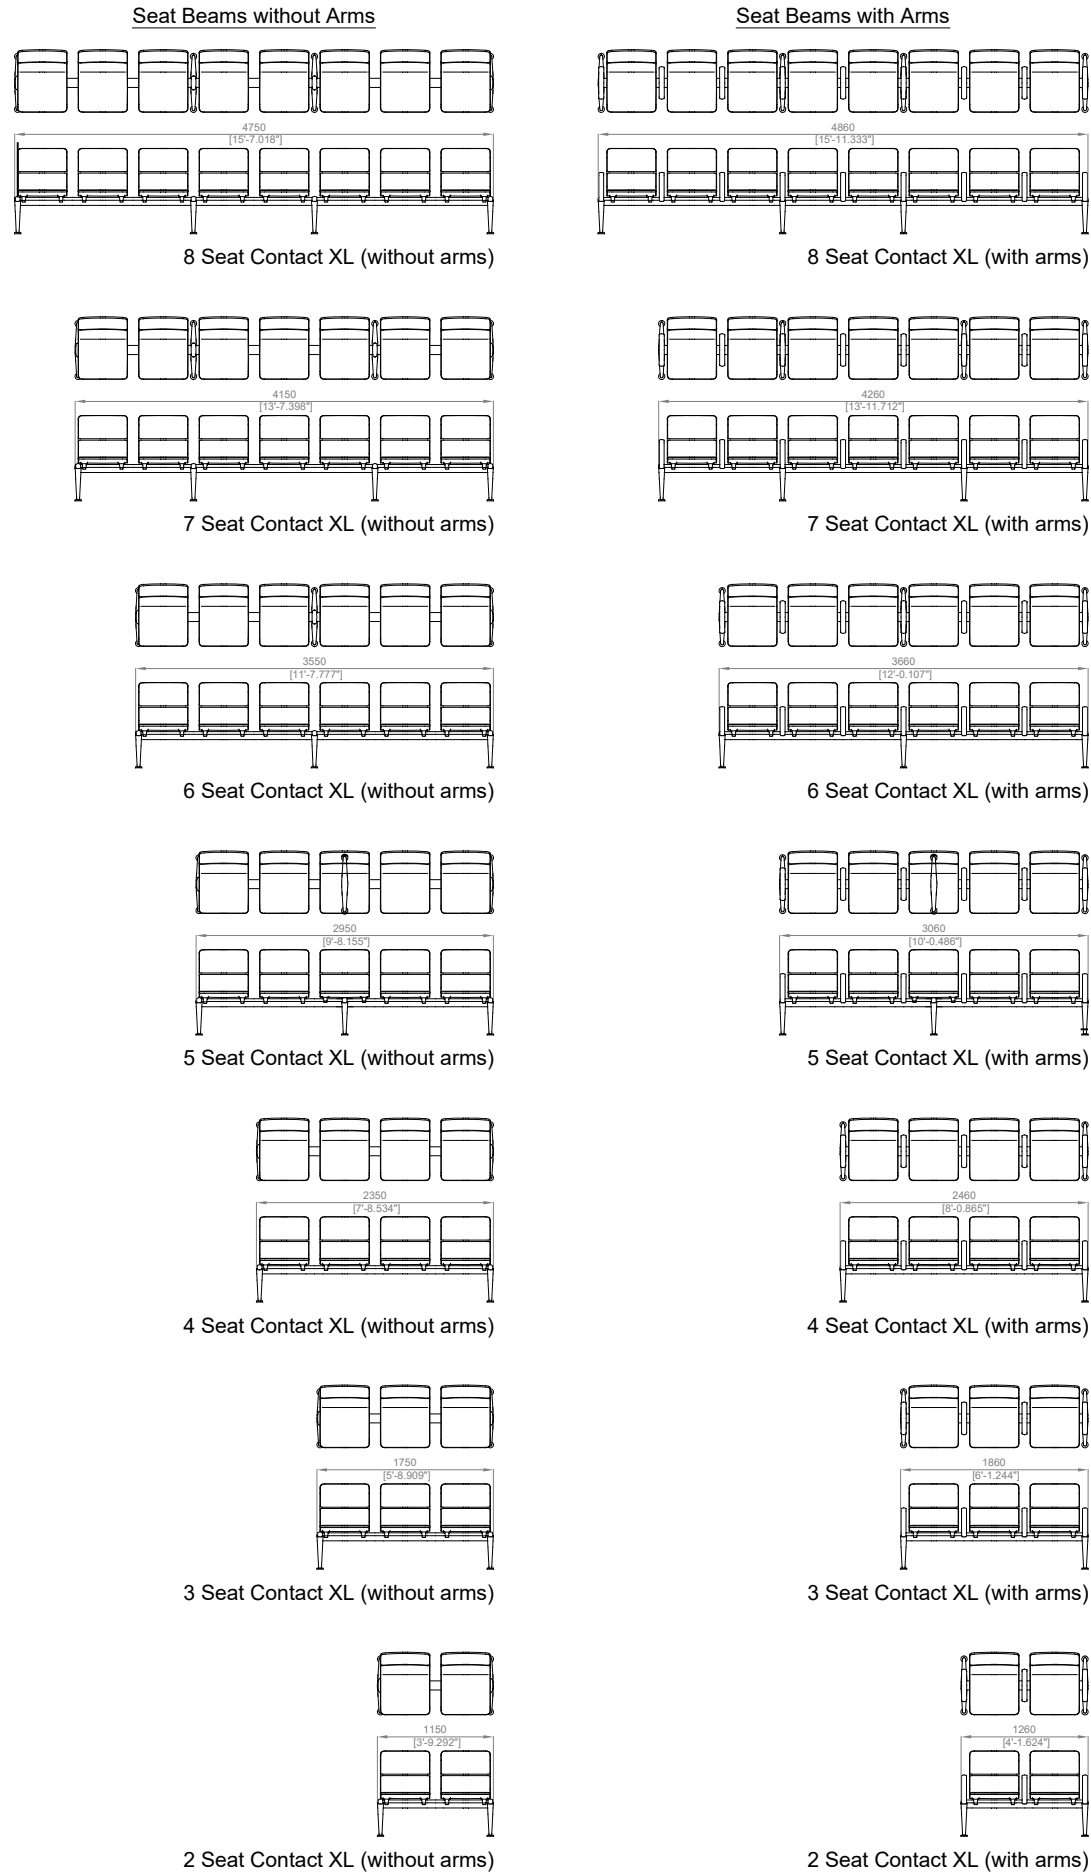 Seat Beams without Arms
Seat Beams with Arms
4750
[15'-7.018"]
4860
[15'-11.333"]
8 Seat Contact XL (without arms)
8 Seat Contact XL (with arms)
4150
[13'-7.398"]
4260
[13'-11.712"]
7 Seat Contact XL (without arms)
7 Seat Contact XL (with arms)
3550
[11'-7.777"]
3660
[12'-0.107"]
6 Seat Contact XL (without arms)
6 Seat Contact XL (with arms)
2950
[9'-8.155"]
3060
[10'-0.486"]
5 Seat Contact XL (without arms)
5 Seat Contact XL (with arms)
2350
[7'-8.534"]
2460
[8'-0.865"]
4 Seat Contact XL (without arms)
4 Seat Contact XL (with arms)
1750
[5'-8.909"]
1860
[6'-1.244"]
3 Seat Contact XL (without arms)
3 Seat Contact XL (with arms)
1150
[3'-9.292"]
1260
[4'-1.624"]
2 Seat Contact XL (without arms)
2 Seat Contact XL (with arms)